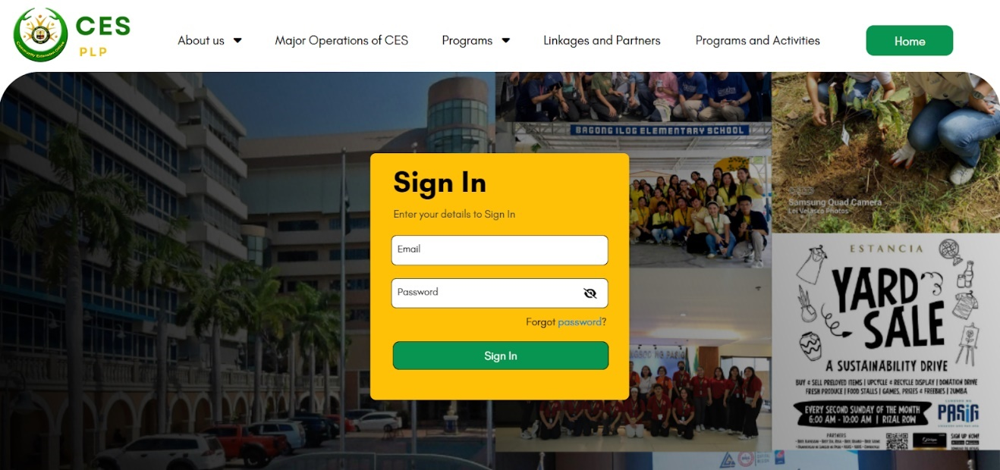 CES
PLP
Community Extension Office
About us
Major Operations of CES
Programs
Linkages and Partners
Programs and Activities
Home
BAGONG ILOG ELEMENTARY SCHOOL
Sign In
Enter your details to Sign In
Email
Password
Forgot password?
Sign In
Samsung Quad Camera
Lei Velasco Photos
ESTANCIA
YARD
SALE
A SUSTAINABILITY DRIVE
BUY & SELL PRELOVED ITEMS | UPCYCLE & RECYCLE DISPLAY | DONATION DRIVE
FRESH PRODUCE | FOOD STALLS | GAMES, PRIZES & FREEBIES | ZUMBA
EVERY SECOND SUNDAY OF THE MONTH
6:00 AM - 10:00 AM | RIZAL ROW
PASIG
PARTNERS
SIGN UP NOW!